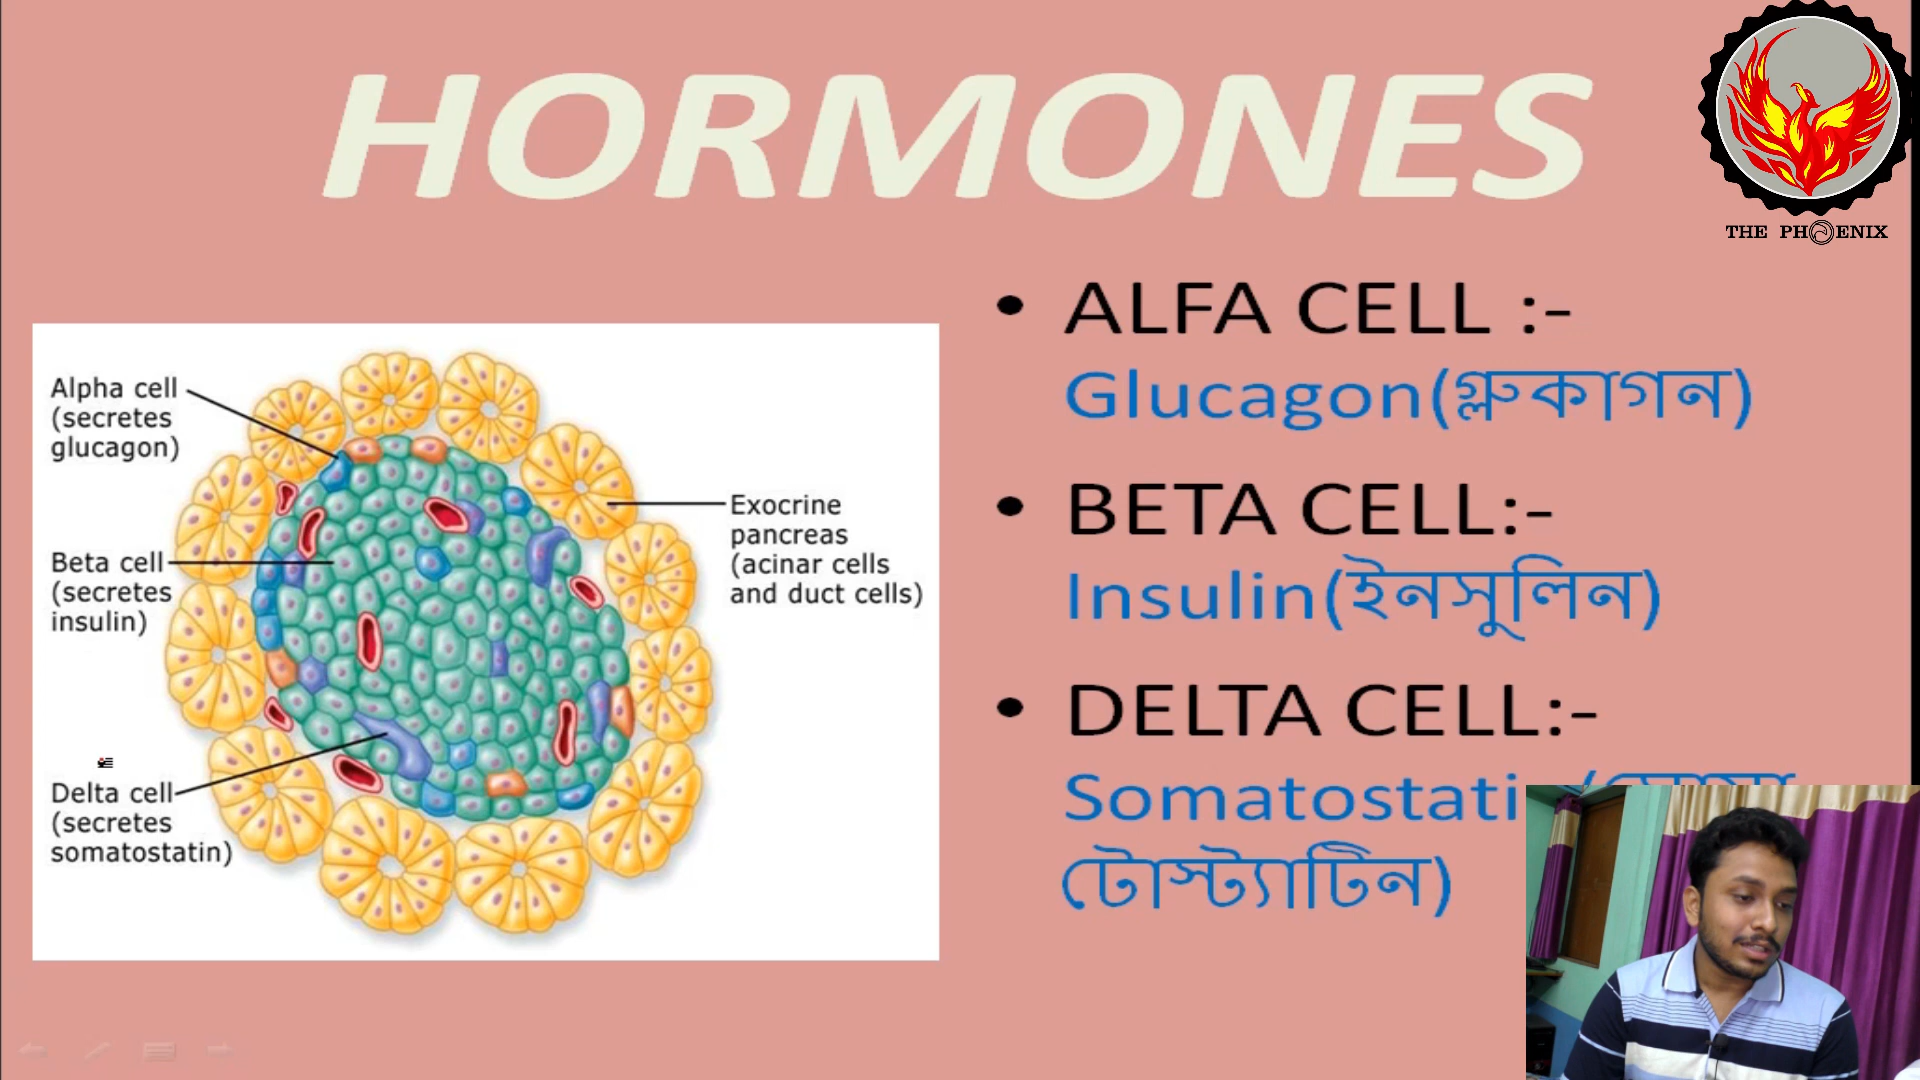 HORMONES
THE PHOENIX
Alpha cell
(secretes
glucagon)
Beta cell
(secretes
insulin)
Delta cell
(secretes
somatostatin)
Exocrine
pancreas
(acinar cells
and duct cells)
• ALFA CELL :-
Glucagon(গ্লুকাগন)
• BETA CELL:-
Insulin(ইনসুলিন)
• DELTA CELL:-
Somatostati
টোস্ট্যাটিন)